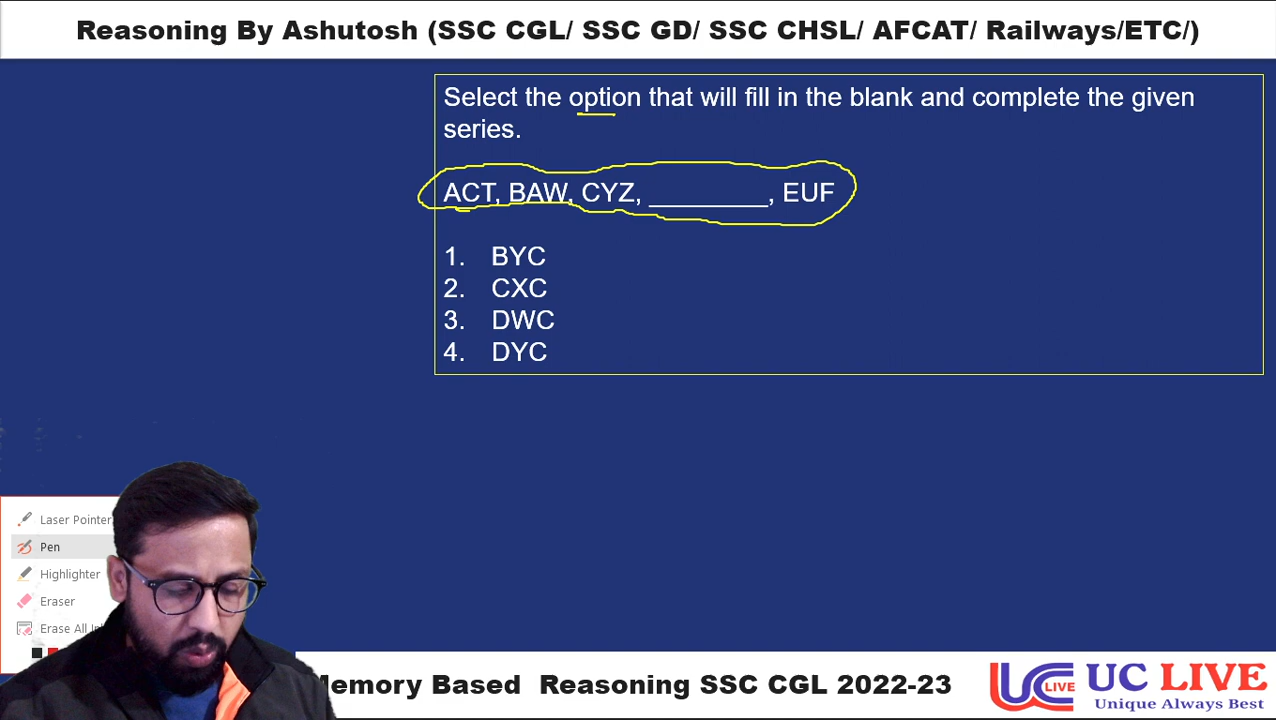 Reasoning By Ashutosh (SSC CGL/ SSC GD/ SSC CHSL/ AFCAT/ Railways/ETC/)
Select the option that will fill in the blank and complete the given
series.
ACT, BAW, CYZ, _________, EUF
1. BYC
2. CXC
3. DWC
4. DYC
Laser Pointer
Pen
Highlighter
Eraser
Erase All
Memory Based Reasoning SSC CGL 2022-23
UC LIVE
UC LIVE
Unique Always Best